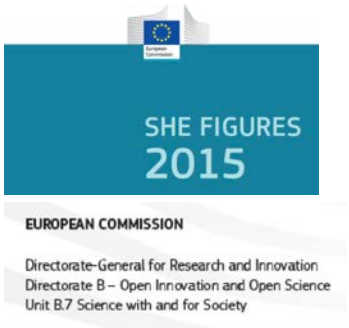 European
Commission
SHE FIGURES
2015
EUROPEAN COMMISSION
Directorate-General for Research and Innovation
Directorate B – Open Innovation and Open Science
Unit B.7 Science with and for Society